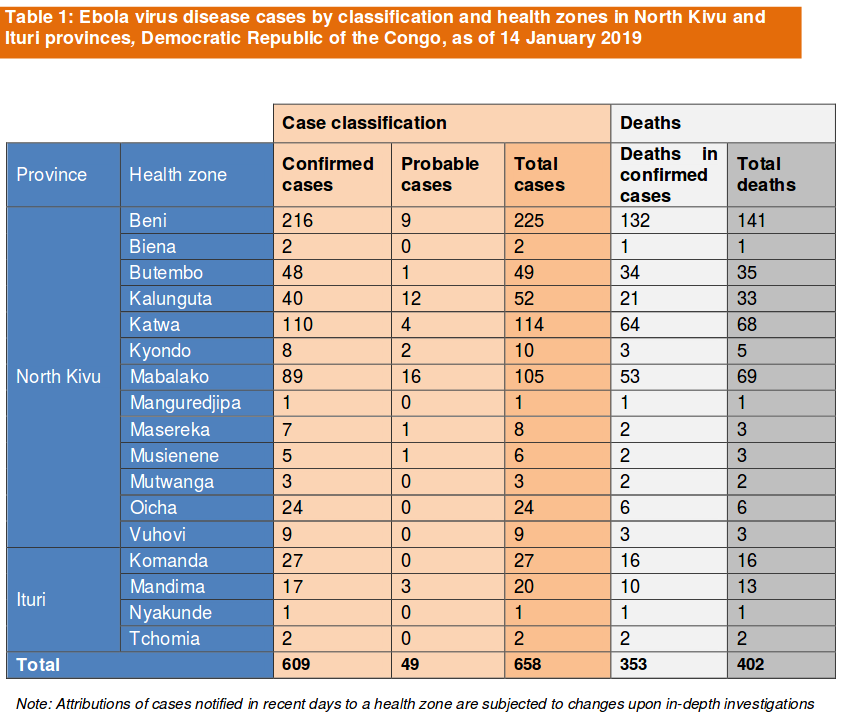 Table 1: Ebola virus disease cases by classification and health zones in North Kivu and
Ituri provinces, Democratic Republic of the Congo, as of 14 January 2019
Case classification Deaths
Province Health zone Confirmed cases Probable cases Total cases Deaths in confirmed cases Total deaths
North Kivu
Beni 216 9 225 132 141
Biena 2 0 2 1 1
Butembo 48 1 49 34 35
Kalunguta 40 12 52 21 33
Katwa 110 4 114 64 68
Kyondo 8 2 10 3 5
Mabalako 89 16 105 53 69
Manguredjipa 1 0 1 1 1
Masereka 7 1 8 2 3
Musienene 5 1 6 2 3
Mutwanga 3 0 3 2 2
Oicha 24 0 24 6 6
Vuhovi 9 0 9 3 3
Ituri
Komanda 27 0 27 16 16
Mandima 17 3 20 10 13
Nyakunde 1 0 1 1 1
Tchomia 2 0 2 2 2
Total 609 49 658 353 402
Note: Attributions of cases notified in recent days to a health zone are subjected to changes upon in-depth investigations